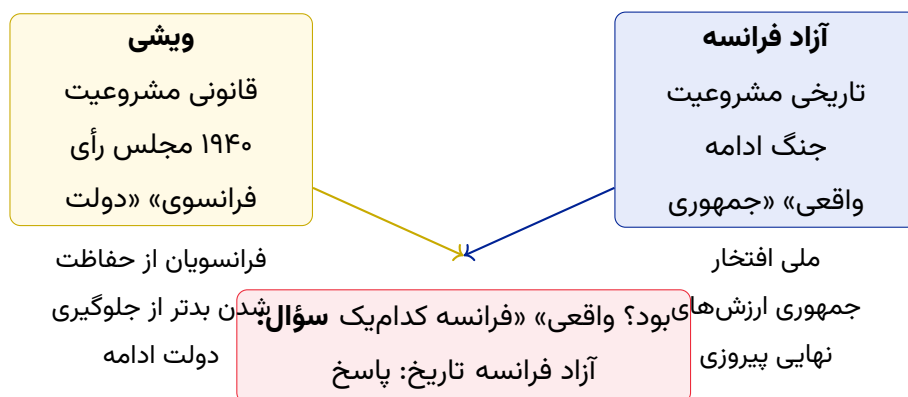 آزاد فرانسه
تاریخی مشروعیت
جنگ ادامه
واقعی» «جمهوری
ملی افتخار
جمهوری ارزش‌های
نهایی پیروزی
ویشی
قانونی مشروعیت
۱۹۴۰ مجلس رأی
فرانسوی» «دولت
فرانسویان از حفاظت
شدن بدتر از جلوگیری
دولت ادامه
بود؟ واقعی» «فرانسه کدام‌یک سؤال:
آزاد فرانسه تاریخ: پاسخ